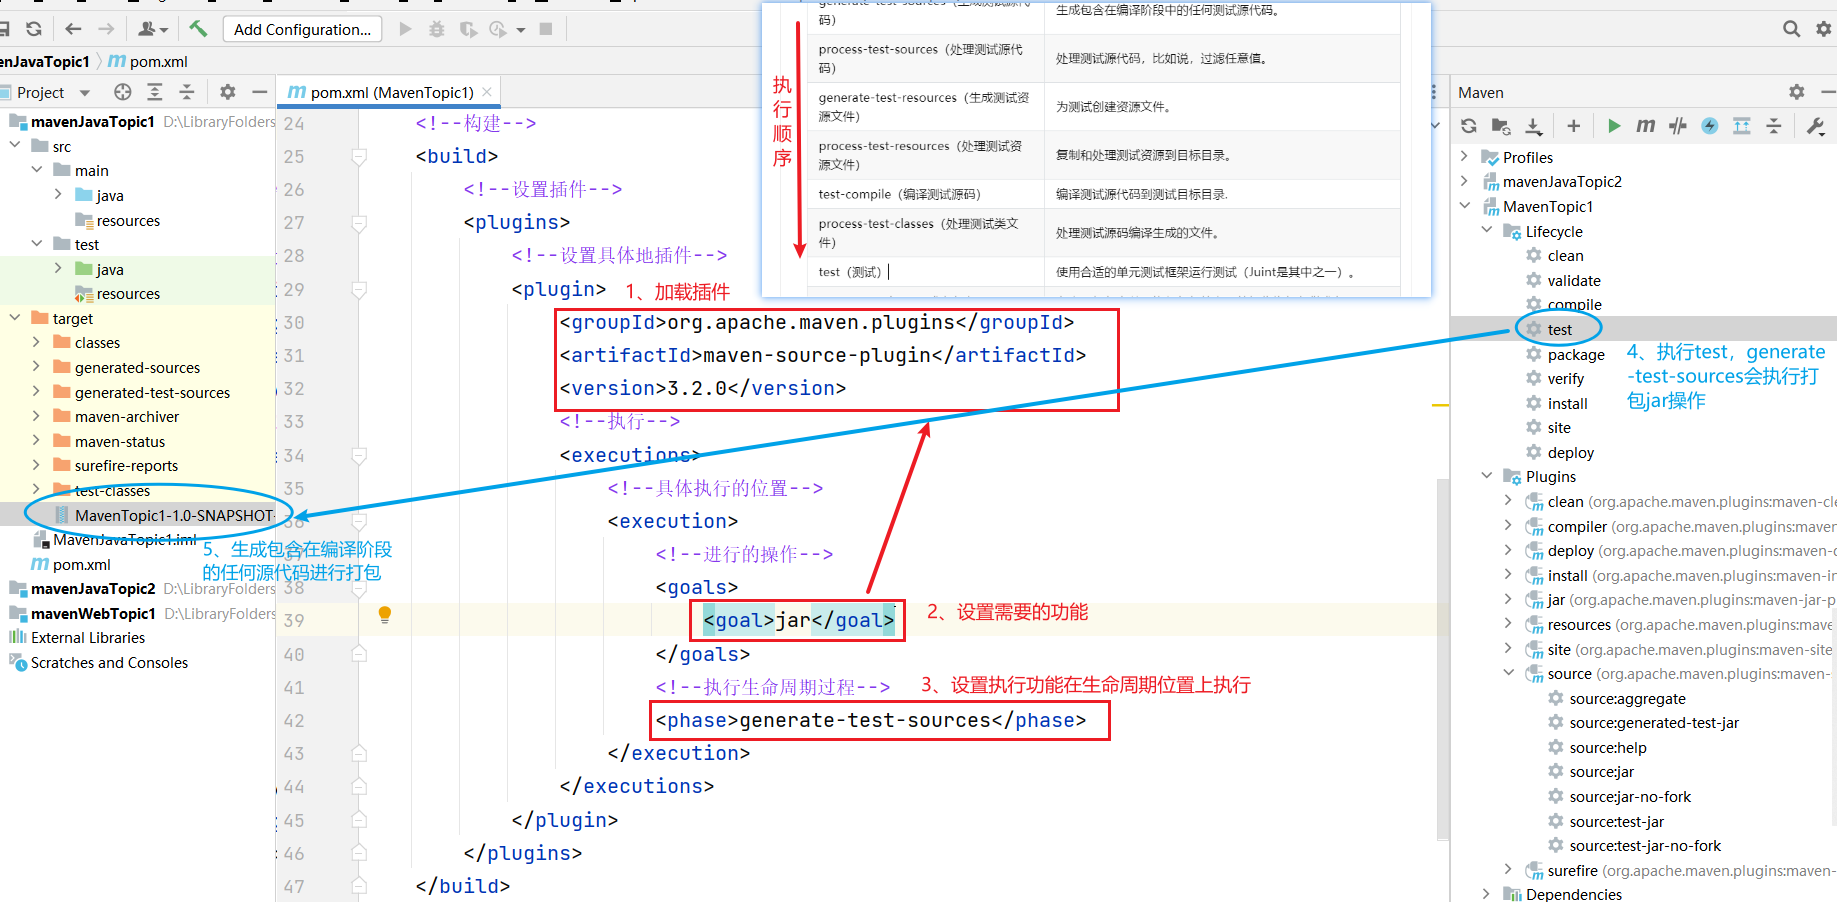 Add Configuration...
enJavaTopic1
pom.xml
Project
pom.xml (MavenTopic1)
mavenJavaTopic1 D:\LibraryFolders
src
main
java
resources
test
java
resources
target
classes
generated-sources
generated-test-sources
maven-archiver
maven-status
surefire-reports
test-classes
MavenTopic1-1.0-SNAPSHOT-
MavenJavaTopic1.iml
pom.xml
mavenJavaTopic2 D:\LibraryFolders
mavenWebTopic1 D:\LibraryFolders
External Libraries
Scratches and Consoles
5、生成包含在编译阶段
的任何源代码进行打包
24 <!--构建-->
25 <build>
26 <!--设置插件-->
27 <plugins>
28 <!--设置具体地插件-->
29 <plugin>
1、加载插件
30 <groupId>org.apache.maven.plugins</groupId>
31 <artifactId>maven-source-plugin</artifactId>
32 <version>3.2.0</version>
33 <!--执行-->
34 <executions>
35 <!--具体执行的位置-->
36 <execution>
<!--进行的操作-->
38 <goals>
39 <goal>jar</goal>
2、设置需要的功能
40 </goals>
41 <!--执行生命周期过程-->
3、设置执行功能在生命周期位置上执行
42 <phase>generate-test-sources</phase>
43 </execution>
44 </executions>
45 </plugin>
46 </plugins>
47 </build>
执行顺序
generate-test-sources（生成测试源代码） 生成包含在编译阶段中的任何测试源代码。
process-test-sources（处理测试源代码） 处理测试源代码，比如说，过滤任意值。
generate-test-resources（生成测试资源文件） 为测试创建资源文件。
process-test-resources（处理测试资源文件） 复制和处理测试资源到目标目录。
test-compile（编译测试源码） 编译测试源代码到测试目标目录.
process-test-classes（处理测试类文件） 处理测试源码编译生成的文件。
test（测试） 使用合适的单元测试框架运行测试（Juint是其中之一）。
Maven
Profiles
mavenJavaTopic2
MavenTopic1
Lifecycle
clean
validate
compile
test
package
verify
install
site
deploy
4、执行test，generate
-test-sources会执行打
包jar操作
Plugins
clean (org.apache.maven.plugins:maven-cle
compiler (org.apache.maven.plugins:maven
deploy (org.apache.maven.plugins:maven-d
install (org.apache.maven.plugins:maven-in
jar (org.apache.maven.plugins:maven-jar-p
resources (org.apache.maven.plugins:mave
site (org.apache.maven.plugins:maven-site
source (org.apache.maven.plugins:maven-s
source:aggregate
source:generated-test-jar
source:help
source:jar
source:jar-no-fork
source:test-jar
source:test-jar-no-fork
surefire (org.apache.maven.plugins:maven-
Dependencies